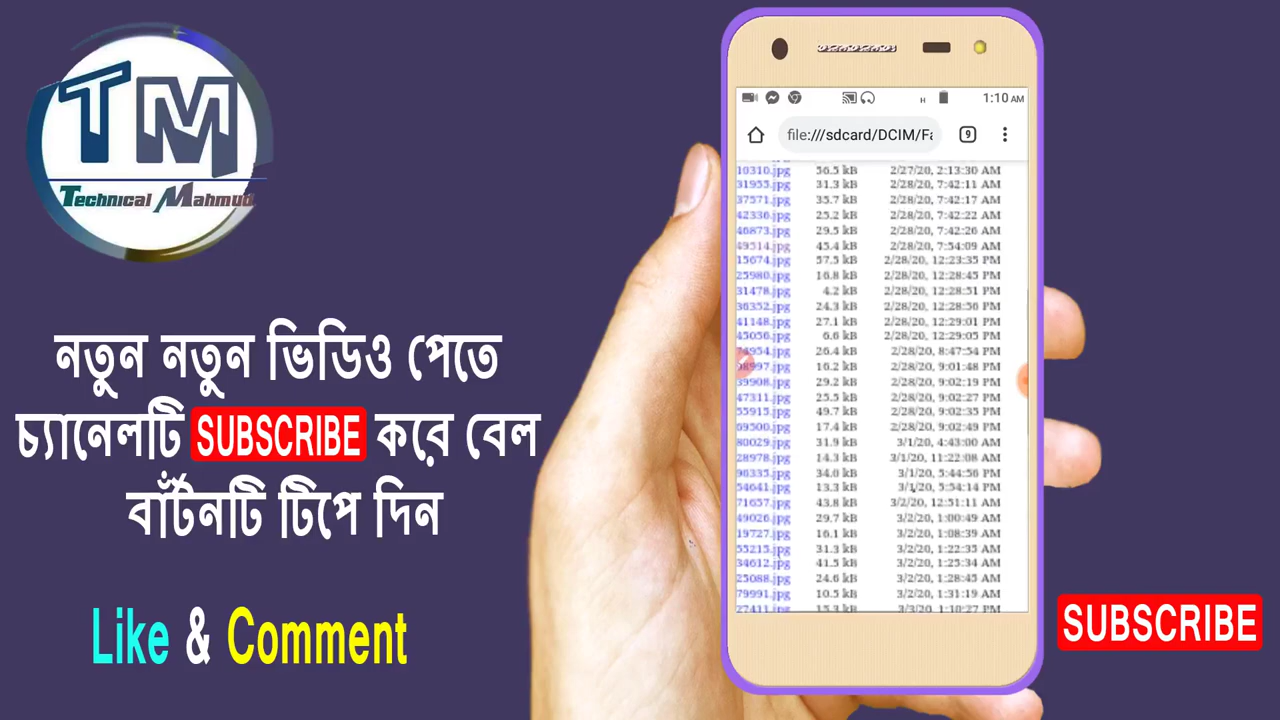 TM
Technical Mahmud
নতুন নতুন ভিডিও পেতে
চ্যানেলটি SUBSCRIBE করে বেল
বার্টনটি টিপে দিন
Like & Comment
1:10 AM
file:///sdcard/DCIM/Fa
9
10310.jpg 56.5 kB 2/27/20, 2:13:30 AM
31955.jpg 31.3 kB 2/28/20, 7:42:11 AM
37571.jpg 35.7 kB 2/28/20, 7:42:17 AM
42336.jpg 25.2 kB 2/28/20, 7:42:22 AM
46873.jpg 29.5 kB 2/28/20, 7:42:26 AM
49514.jpg 45.4 kB 2/28/20, 7:54:09 AM
15674.jpg 57.5 kB 2/28/20, 12:23:35 PM
25980.jpg 16.8 kB 2/28/20, 12:28:45 PM
31478.jpg 4.2 kB 2/28/20, 12:28:51 PM
36352.jpg 24.3 kB 2/28/20, 12:28:56 PM
41148.jpg 27.1 kB 2/28/20, 12:29:01 PM
45056.jpg 6.6 kB 2/28/20, 12:29:05 PM
26.4 kB 2/28/20, 8:47:54 PM
16.2 kB 2/28/20, 9:01:48 PM
39908.jpg 29.2 kB 2/28/20, 9:02:19 PM
47311.jpg 25.5 kB 2/28/20, 9:02:27 PM
55915.jpg 49.7 kB 2/28/20, 9:02:35 PM
69500.jpg 17.4 kB 2/28/20, 9:02:49 PM
80029.jpg 31.9 kB 3/1/20, 4:43:00 AM
28978.jpg 14.3 kB 3/1/20, 11:22:08 AM
96335.jpg 34.0 kB 3/1/20, 5:44:56 PM
54641.jpg 13.3 kB 3/1/20, 5:54:14 PM
71657.jpg 43.8 kB 3/2/20, 12:51:11 AM
49026.jpg 29.7 kB 3/2/20, 1:00:49 AM
19727.jpg 16.1 kB 3/2/20, 1:08:39 AM
55215.jpg 31.3 kB 3/2/20, 1:22:35 AM
34612.jpg 41.5 kB 3/2/20, 1:25:34 AM
25088.jpg 24.6 kB 3/2/20, 1:28:45 AM
79991.jpg 10.5 kB 3/2/20, 1:31:19 AM
27411.jpg 15.3 kB 3/3/20, 1:10:27 PM
SUBSCRIBE